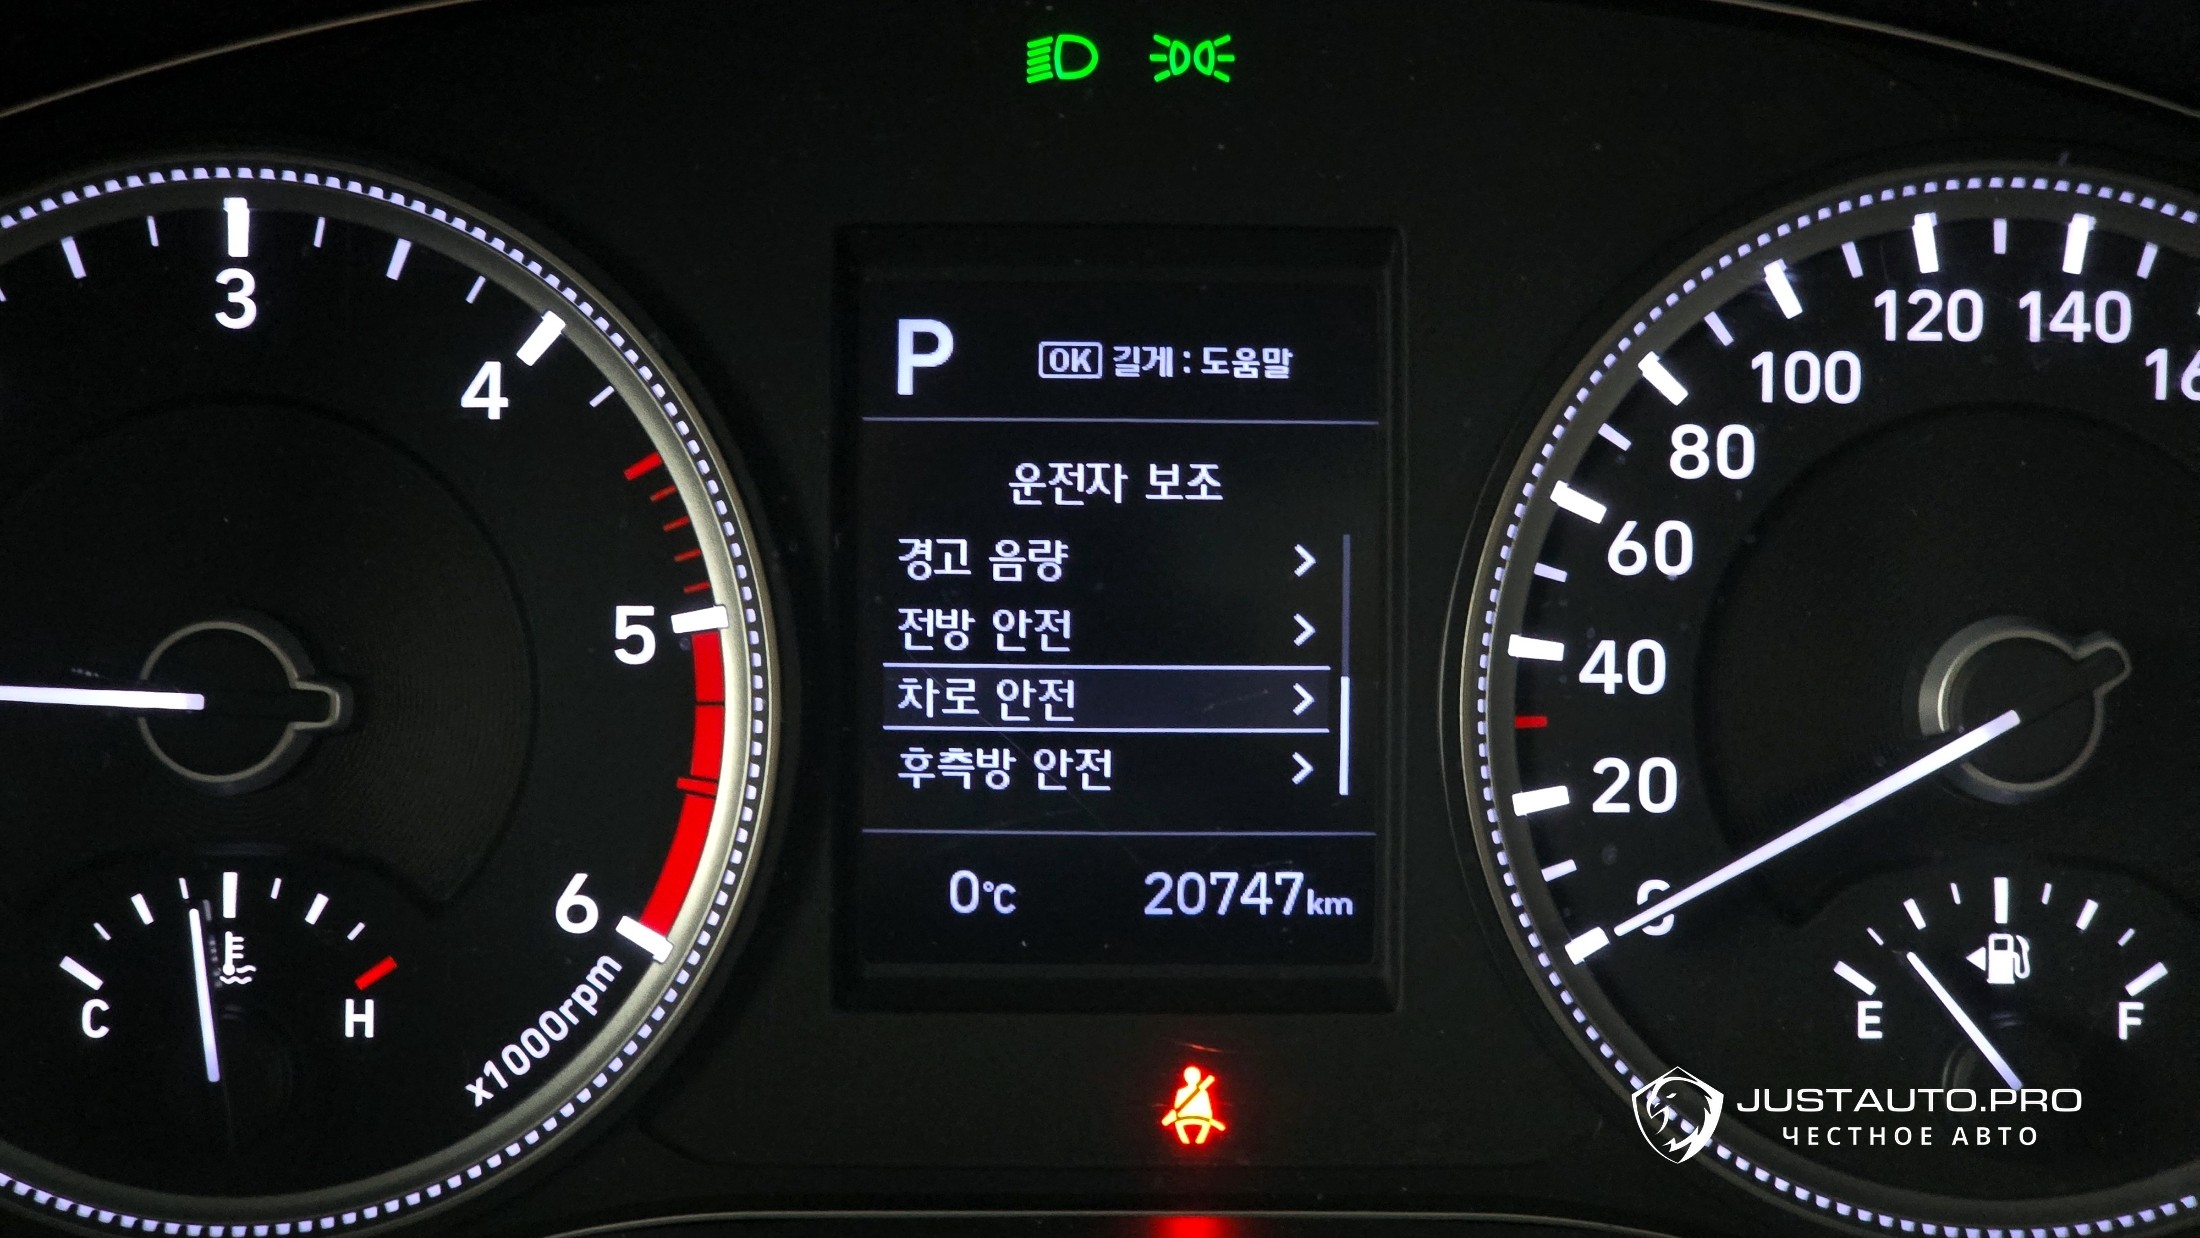 P
OK 길게 : 도움말
운전자 보조
경고 음량 >
전방 안전 >
차로 안전 >
후측방 안전 >
0℃ 20747km
3
4
5
6
x1000rpm
C H
0
20
40
60
80
100
120
140
E F
JUSTAUTO.PRO
ЧЕСТНОЕ АВТО